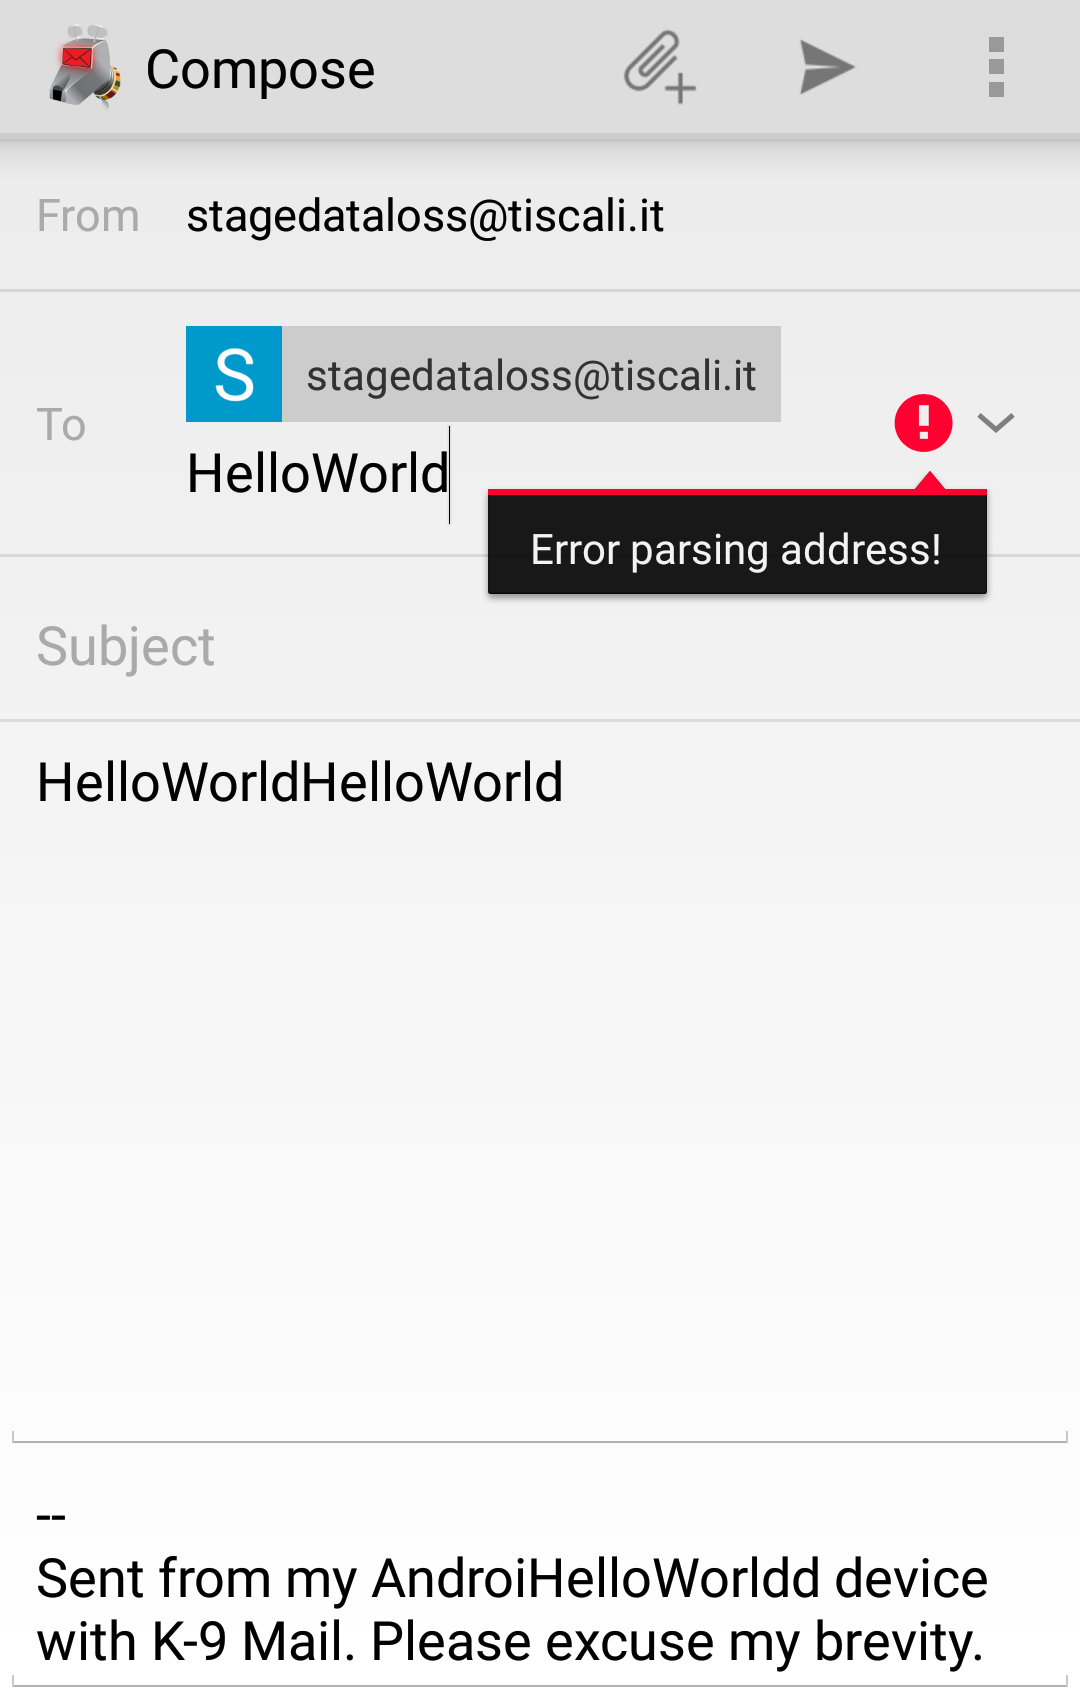 Compose
From stagedataloss@tiscali.it
S stagedataloss@tiscali.it
To
HelloWorld
Error parsing address!
Subject
HelloWorldHelloWorld
--
Sent from my AndroiHelloWorldd device
with K-9 Mail. Please excuse my brevity.